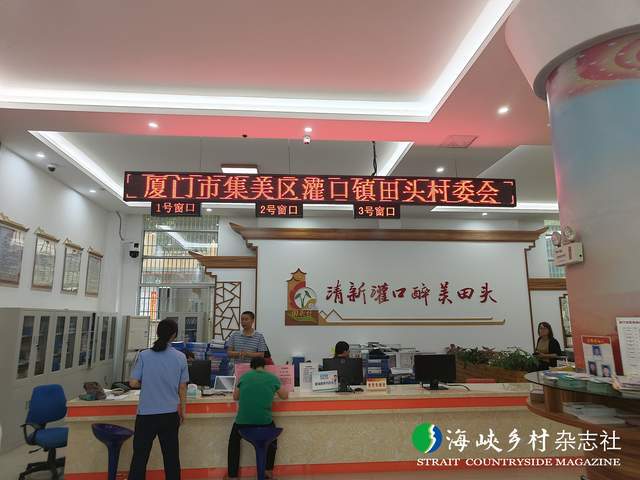 厦门市集美区灌口镇田头村委会
1号窗口 2号窗口 3号窗口
清新灌口醉美田头
海峡乡村杂志社
STRAIT COUNTRYSIDE MAGAZINE